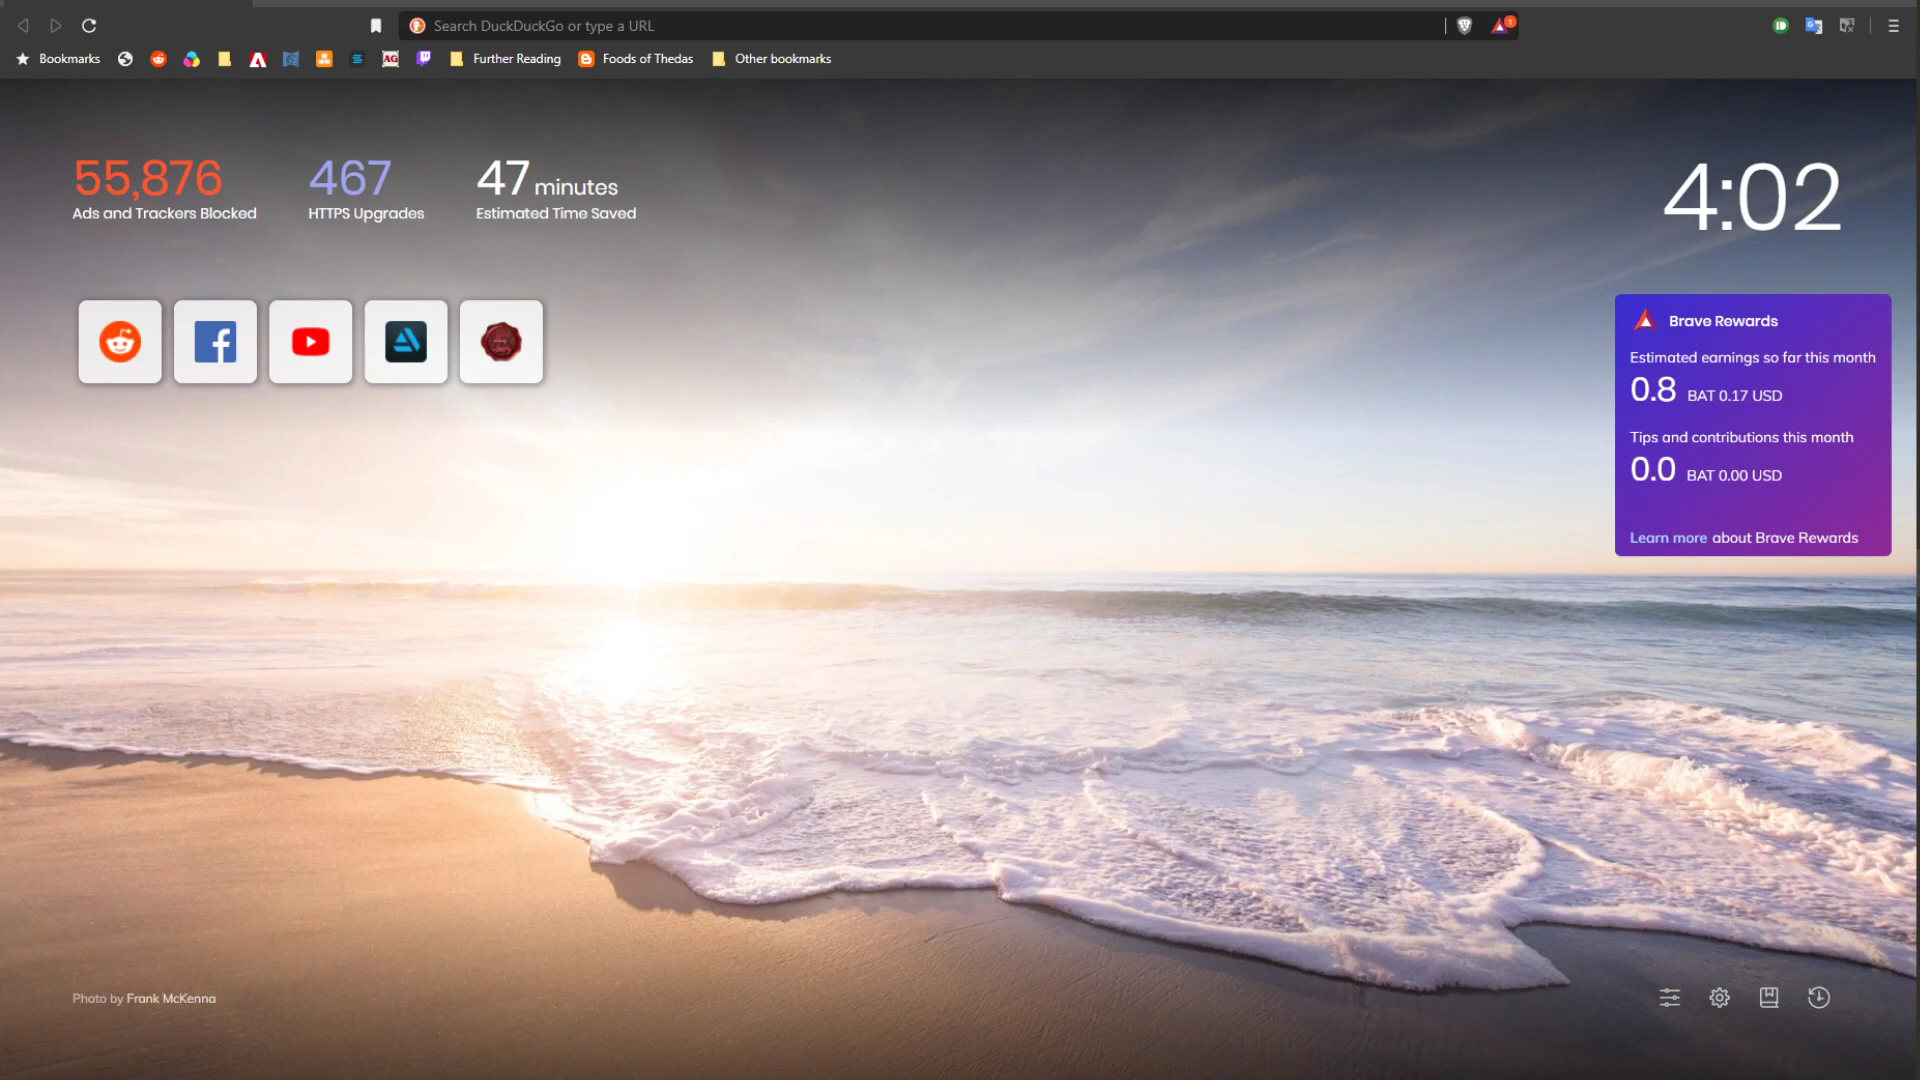 Search DuckDuckGo or type a URL
Bookmarks
AG
Further Reading
Foods of Thedas
Other bookmarks
55,876
Ads and Trackers Blocked
467
HTTPS Upgrades
47 minutes
Estimated Time Saved
4:02
Brave Rewards
Estimated earnings so far this month
0.8 BAT 0.17 USD
Tips and contributions this month
0.0 BAT 0.00 USD
Learn more about Brave Rewards
Photo by Frank McKenna